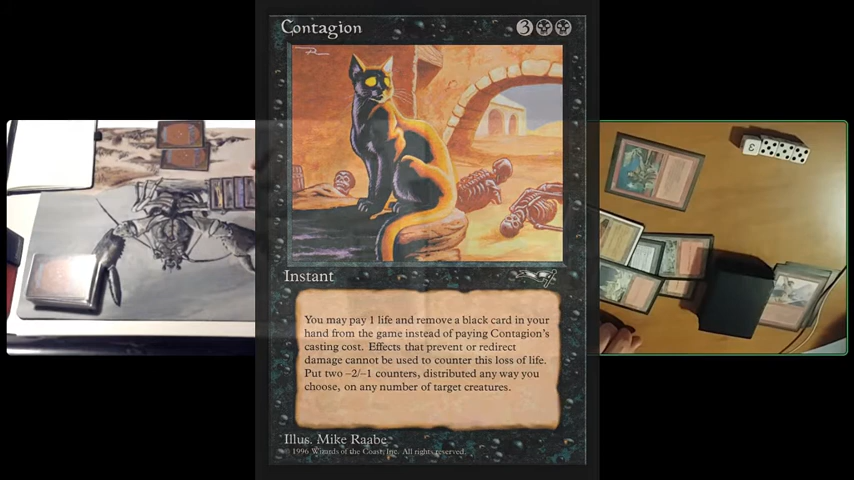 Contagion 3
Instant
You may pay 1 life and remove a black card in your
hand from the game instead of paying Contagion's
casting cost. Effects that prevent or redirect
damage cannot be used to counter this loss of life.
Put two –2/–1 counters, distributed any way you
choose, on any number of target creatures.
Illus. Mike Raabe
© 1996 Wizards of the Coast, Inc. All rights reserved.
3